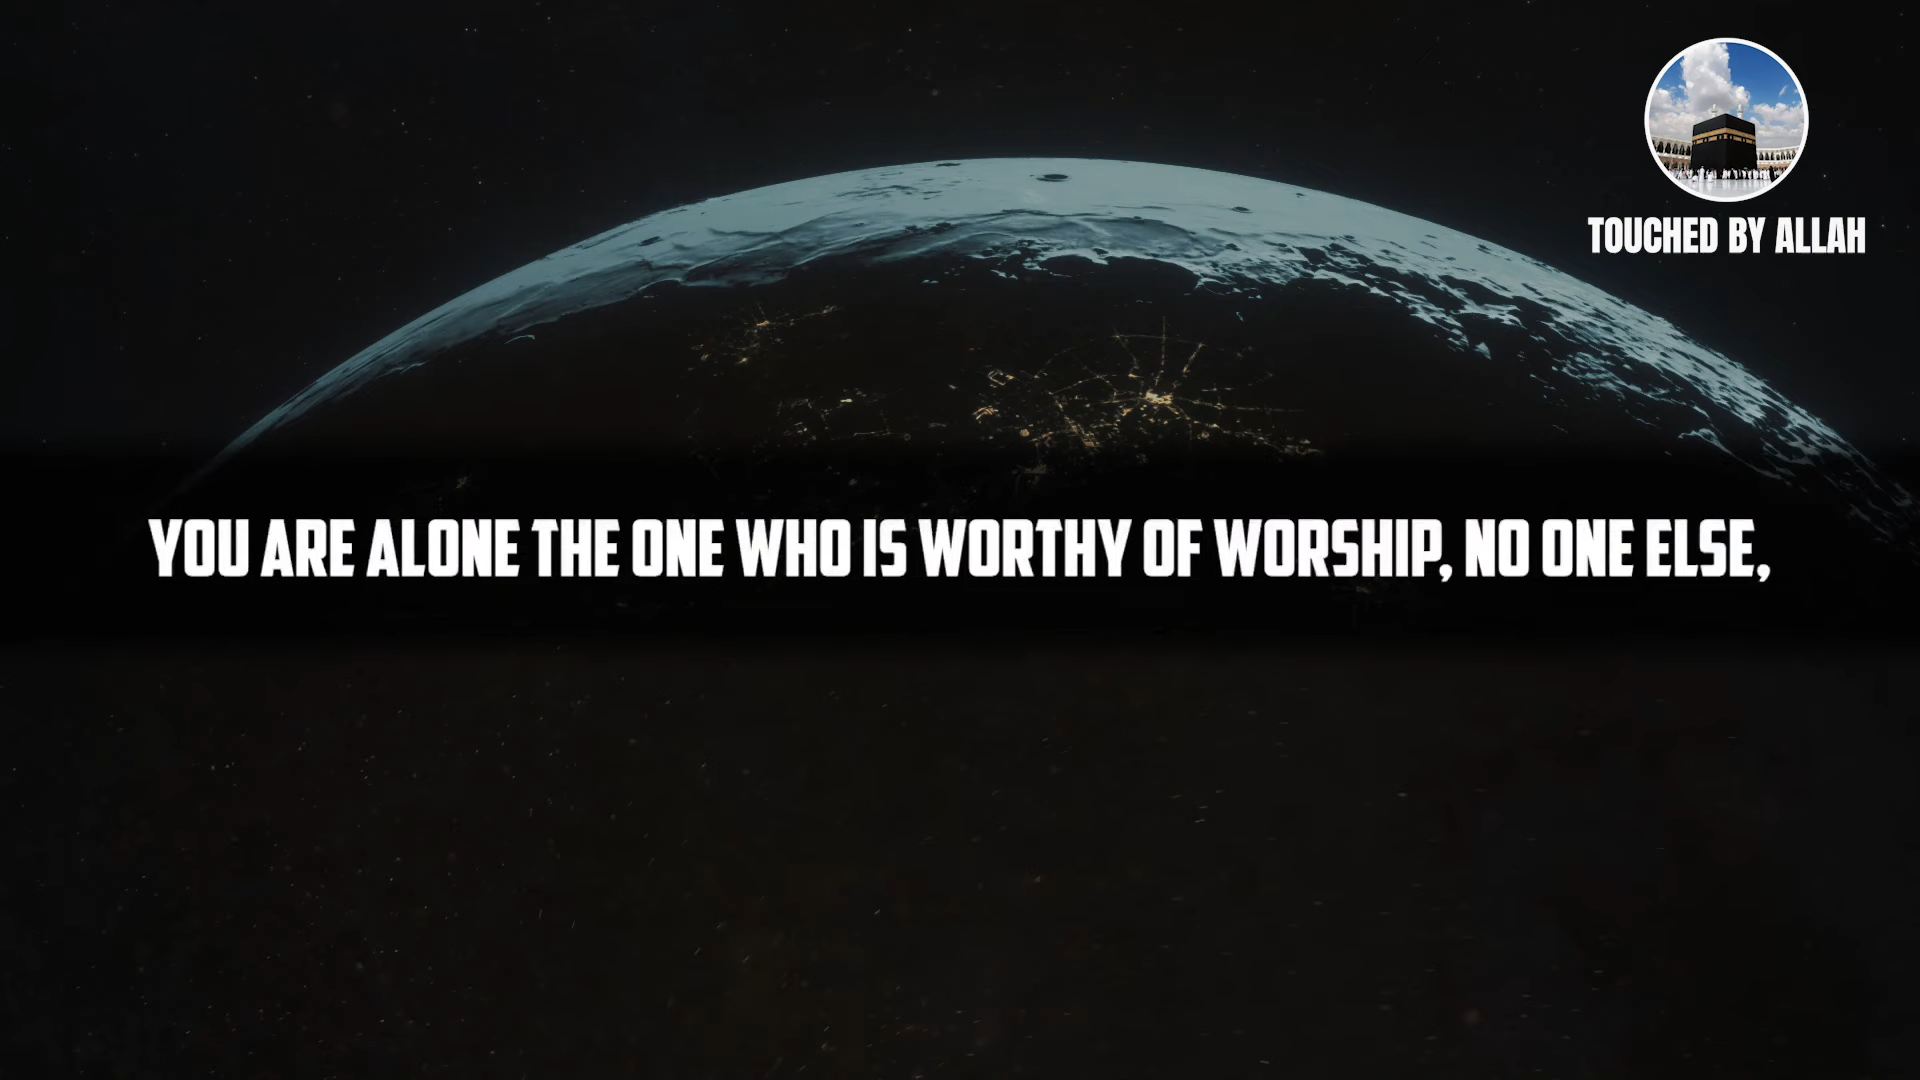 TOUCHED BY ALLAH
YOU ARE ALONE THE ONE WHO IS WORTHY OF WORSHIP, NO ONE ELSE,